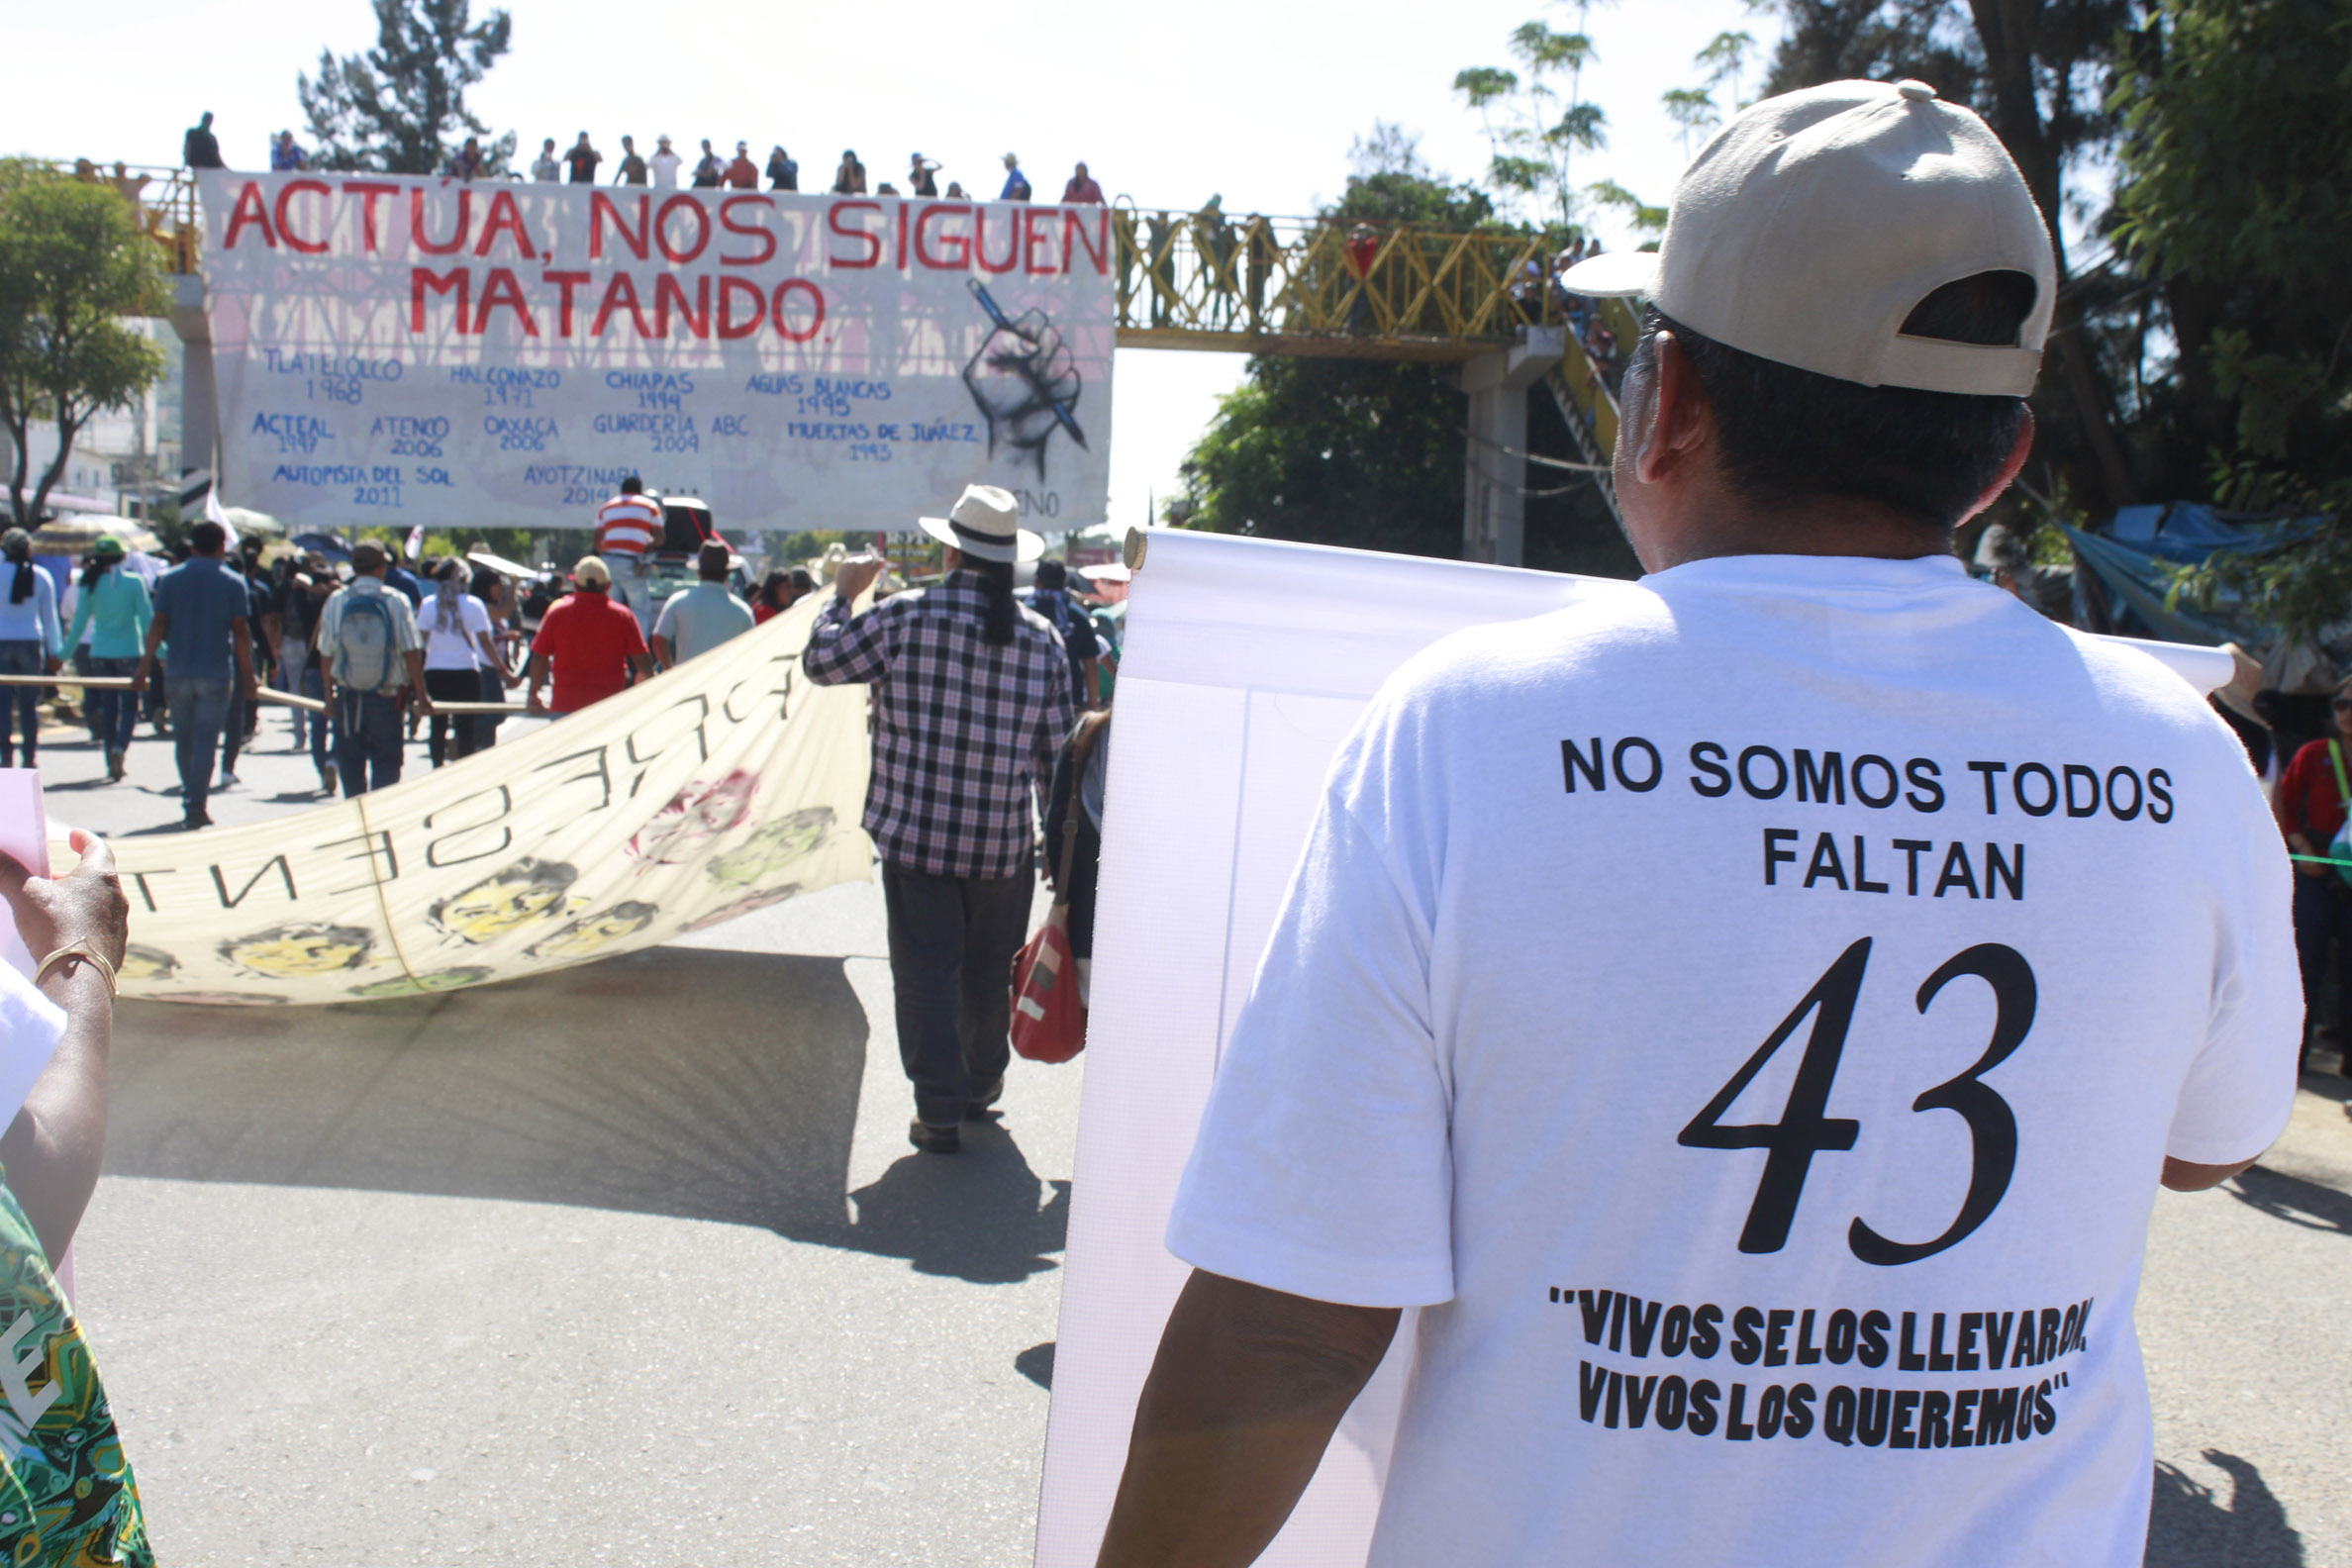 ACTÚA, NOS SIGUEN
MATANDO.
TLATELOLCO
1968
HALCONAZO
1971
CHIAPAS
1994
AGUAS BLANCAS
1995
ACTEAL
1997
ATENCO
2006
OAXACA
2006
GUARDERÍA ABC
2009
MUERTAS DE JUÁREZ
1993
AUTOPISTA DEL SOL
2011
AYOTZINAPA
2014
PRESENT
NO SOMOS TODOS
FALTAN
43
"VIVOS SE LOS LLEVARON,
VIVOS LOS QUEREMOS"